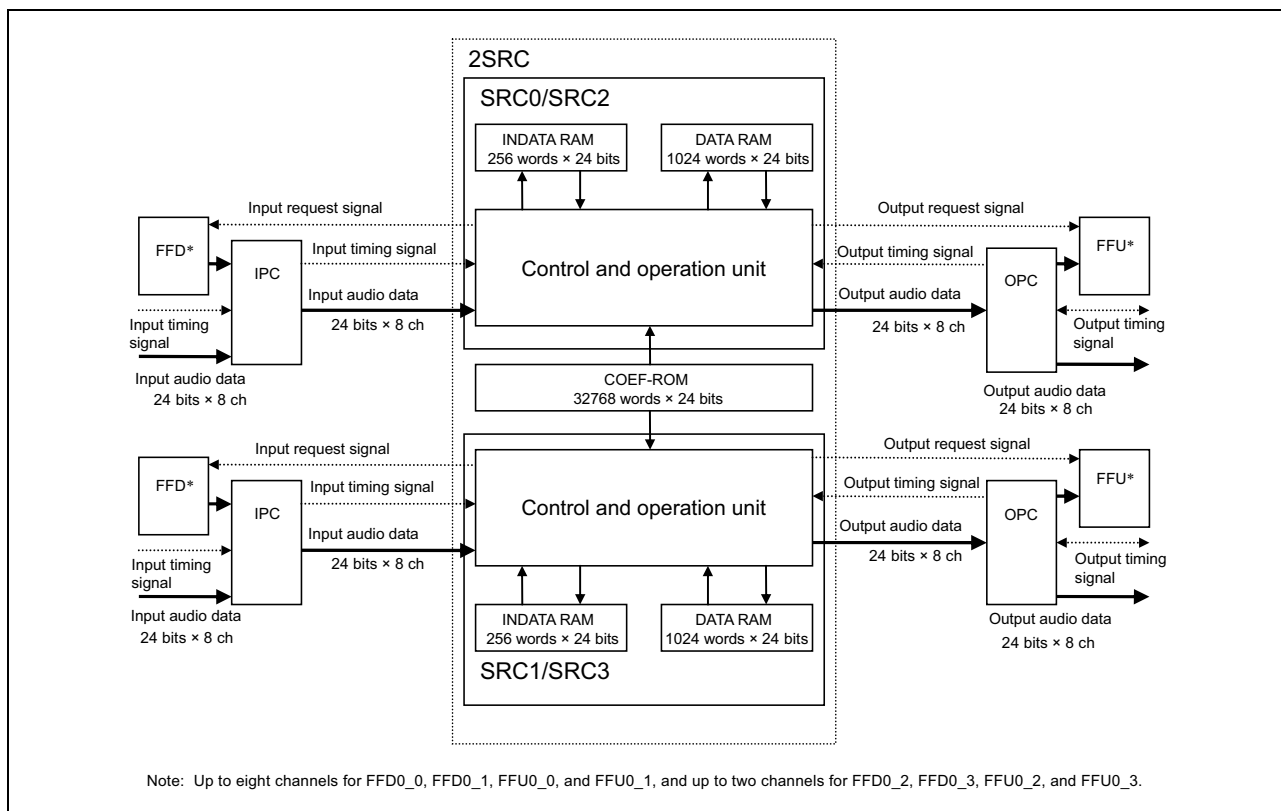 2SRC
SRC0/SRC2
INDATA RAM
256 words × 24 bits
DATA RAM
1024 words × 24 bits
Input request signal
Output request signal
FFD*
IPC
Input timing signal
Control and operation unit
Output timing signal
OPC
FFU*
Input audio data
24 bits × 8 ch
Output audio data
24 bits × 8 ch
Input timing
signal
Output timing
signal
Input audio data
24 bits × 8 ch
Output audio data
24 bits × 8 ch
COEF-ROM
32768 words × 24 bits
Input request signal
Output request signal
FFD*
IPC
Input timing signal
Control and operation unit
Output timing signal
OPC
FFU*
Input audio data
24 bits × 8 ch
Output audio data
24 bits × 8 ch
Input timing
signal
Output timing
signal
Input audio data
24 bits × 8 ch
Output audio data
24 bits × 8 ch
INDATA RAM
256 words × 24 bits
DATA RAM
1024 words × 24 bits
SRC1/SRC3
Note: Up to eight channels for FFD0_0, FFD0_1, FFU0_0, and FFU0_1, and up to two channels for FFD0_2, FFD0_3, FFU0_2, and FFU0_3.